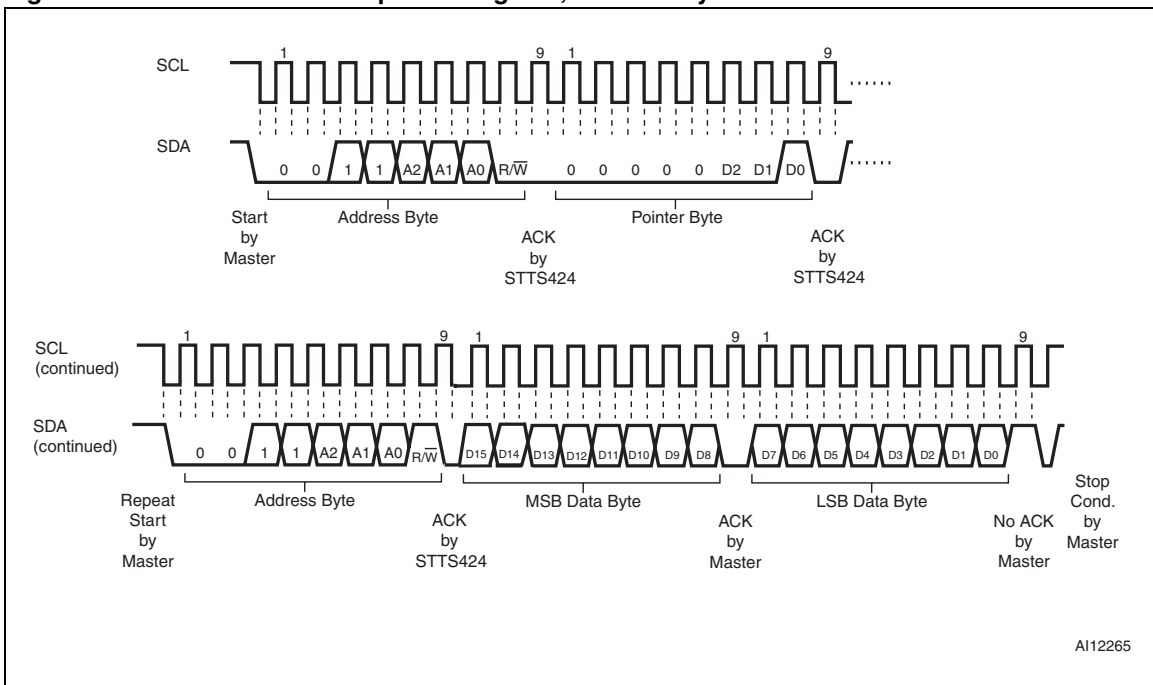 1 9 1 9
SCL
SDA
0 0 1 1 A2 A1 A0 R/W̅ 0 0 0 0 0 D2 D1 D0
Address Byte Pointer Byte
Start
by
Master
ACK
by
STTS424
ACK
by
STTS424
1 9 1 9 1 9
SCL
(continued)
SDA
(continued)
0 0 1 1 A2 A1 A0 R/W̅ D15 D14 D13 D12 D11 D10 D9 D8 D7 D6 D5 D4 D3 D2 D1 D0
Address Byte MSB Data Byte LSB Data Byte
Repeat
Start
by
Master
ACK
by
STTS424
ACK
by
Master
No ACK
by
Master
Stop
Cond.
by
Master
AI12265